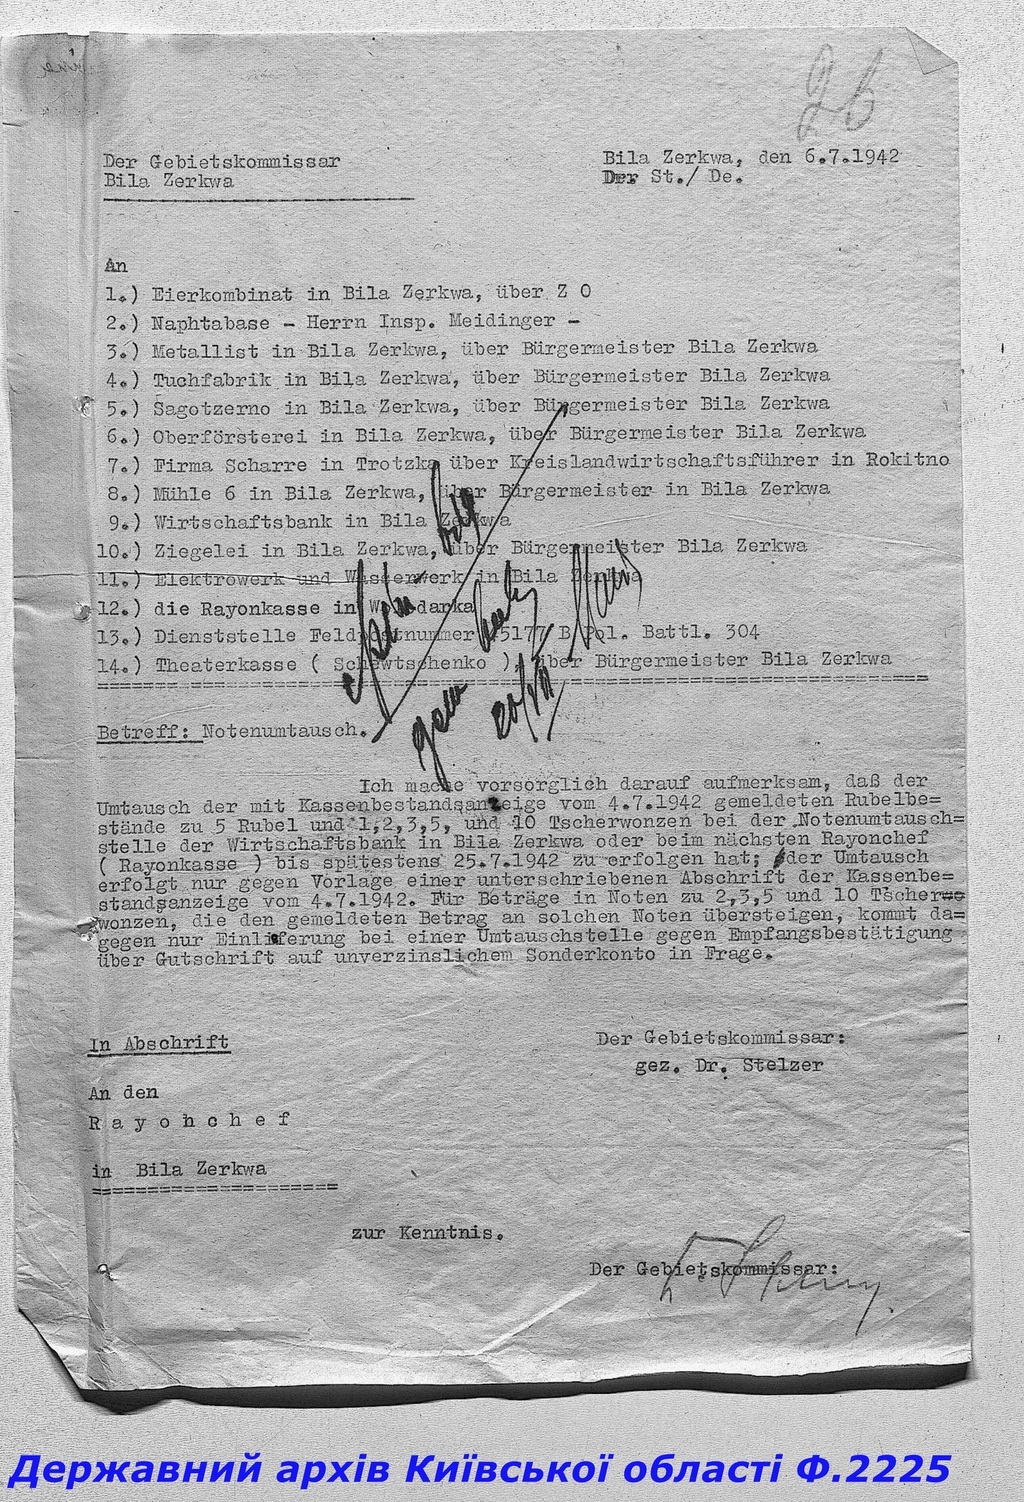 26
Der Gebietskommissar
Bila Zerkwa
Bila Zerkwa, den 6.7.1942
Der St./ De.
An
1.) Eierkombinat in Bila Zerkwa, über Z O
2.) Naphtabase - Herrn Insp. Meidinger -
3.) Metallist in Bila Zerkwa, über Bürgermeister Bila Zerkwa
4.) Tuchfabrik in Bila Zerkwa, über Bürgermeister Bila Zerkwa
5.) Sagotzerno in Bila Zerkwa, über Bürgermeister Bila Zerkwa
6.) Oberförsterei in Bila Zerkwa, über Bürgermeister Bila Zerkwa
7.) Firma Scharre in Trotzka über Kreislandwirtschaftsführer in Rokitno
8.) Mühle 6 in Bila Zerkwa, über Bürgermeister in Bila Zerkwa
9.) Wirtschaftsbank in Bila Zerkwa
10.) Ziegelei in Bila Zerkwa, über Bürgermeister Bila Zerkwa
11.) Elektrowerk und Wasserwerk in Bila Zerkwa
12.) die Rayonkasse in Wolodarka
13.) Dienststelle Feldpostnummer 45177 B Pol. Battl. 304
14.) Theaterkasse ( Schewtschenko ), über Bürgermeister Bila Zerkwa
Betreff: Notenumtausch.
Ich mache vorsorglich darauf aufmerksam, daß der
Umtausch der mit Kassenbestandsanzeige vom 4.7.1942 gemeldeten Rubelbe=
stände zu 5 Rubel und 1,2,3,5, und 10 Tscherwonzen bei der Notenumtausch=
stelle der Wirtschaftsbank in Bila Zerkwa oder beim nächsten Rayonchef
( Rayonkasse ) bis spätestens 25.7.1942 zu erfolgen hat; der Umtausch
erfolgt nur gegen Vorlage einer unterschriebenen Abschrift der Kassenbe=
standsanzeige vom 4.7.1942. Für Beträge in Noten zu 2,3,5 und 10 Tscher=
wonzen, die den gemeldeten Betrag an solchen Noten übersteigen, kommt da=
gegen nur Einlieferung bei einer Umtauschstelle gegen Empfangsbestätigung
über Gutschrift auf unverzinslichem Sonderkonto in Frage.
In Abschrift
Der Gebietskommissar:
gez. Dr. Stelzer
An den
Rayonchef
in Bila Zerkwa
zur Kenntnis.
Der Gebietskommissar:
Державний архів Київської області Ф.2225